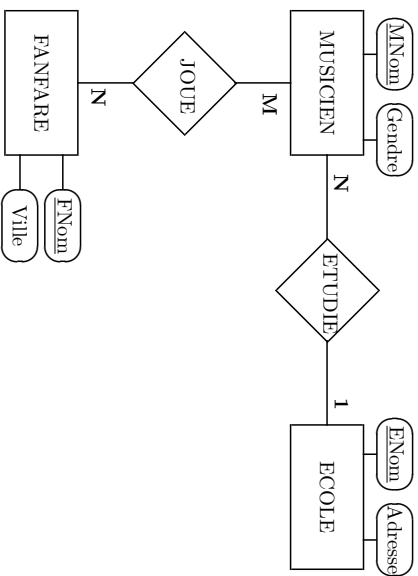 MNom
Gendre
ENom
Adresse
MUSICIEN
N
ETUDIE
1
ECOLE
M
JOUE
N
FANFARE
FNom
Ville